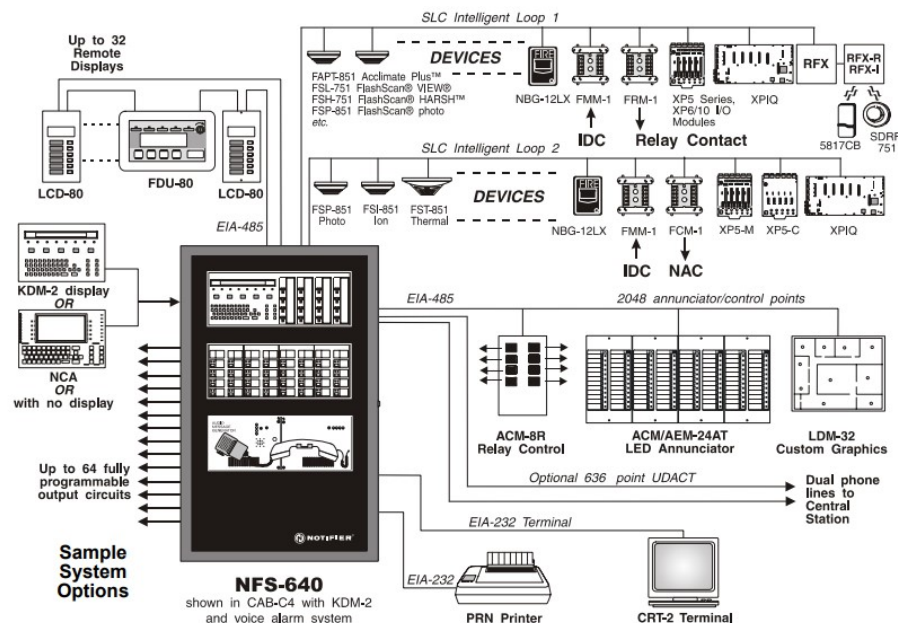 SLC Intelligent Loop 1
Up to 32
Remote
Displays
DEVICES
FAPT-851 Acclimate Plus™
FSL-751 FlashScan® VIEW®
FSH-751 FlashScan® HARSH™
FSP-851 FlashScan® photo
etc.
FIRE
NBG-12LX
FMM-1
FRM-1
XP5 Series,
XP6/10 I/O
Modules
XPIQ
RFX
RFX-R
RFX-I
IDC
Relay Contact
5817CB
SDRF
751
LCD-80
FDU-80
LCD-80
SLC Intelligent Loop 2
FSP-851
Photo
FSI-851
Ion
FST-851
Thermal
DEVICES
FIRE
NBG-12LX
FMM-1
FCM-1
XP5-M
XP5-C
XPIQ
IDC
NAC
EIA-485
KDM-2 display
OR
NCA
OR
with no display
EIA-485
2048 annunciator/control points
ACM-8R
Relay Control
ACM/AEM-24AT
LED Annunciator
LDM-32
Custom Graphics
Up to 64 fully
programmable
output circuits
Optional 636 point UDACT
Dual phone
lines to
Central
Station
EIA-232 Terminal
NOTIFIER®
Sample
System
Options
NFS-640
shown in CAB-C4 with KDM-2
and voice alarm system
EIA-232
PRN Printer
CRT-2 Terminal